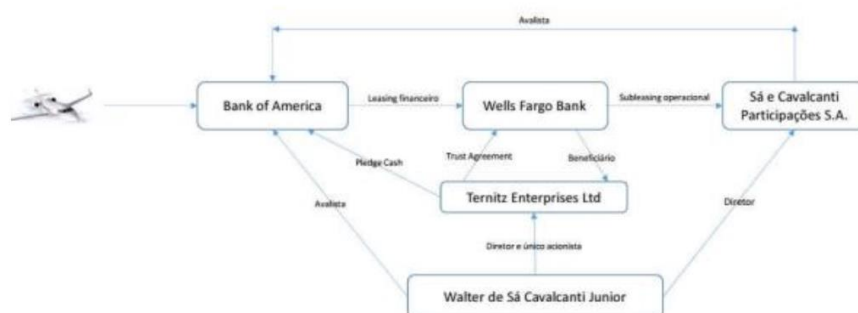 Avalista
Bank of America
Leasing financeiro
Wells Fargo Bank
Subleasing operacional
Sá e Cavalcanti
Participações S.A.
Pledge Cash
Trust Agreement
Beneficiário
Ternitz Enterprises Ltd
Avalista
Diretor
Diretor e único acionista
Walter de Sá Cavalcanti Junior